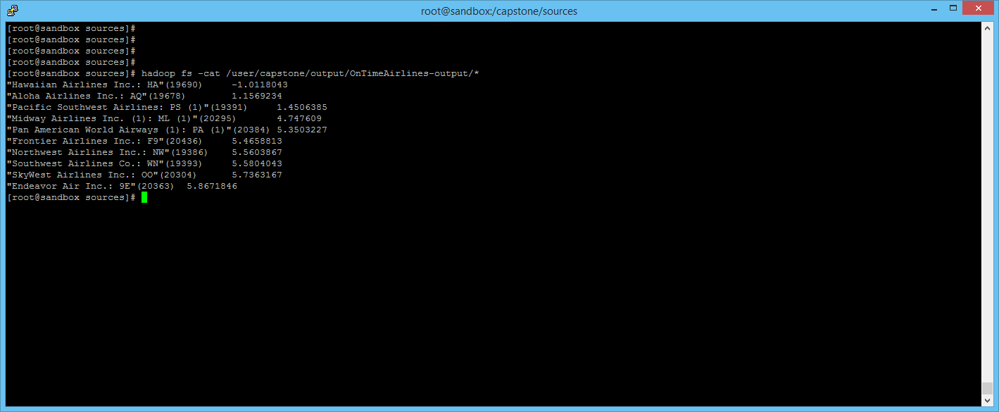 root@sandbox:/capstone/sources
[root@sandbox sources]#
[root@sandbox sources]#
[root@sandbox sources]#
[root@sandbox sources]#
[root@sandbox sources]# hadoop fs -cat /user/capstone/output/OnTimeAirlines-output/*
"Hawaiian Airlines Inc.: HA"(19690)     -1.0118043
"Aloha Airlines Inc.: AQ"(19678)        1.1569234
"Pacific Southwest Airlines: PS (1)"(19391)     1.4506385
"Midway Airlines Inc. (1): ML (1)"(20295)       4.747609
"Pan American World Airways (1): PA (1)"(20384) 5.3503227
"Frontier Airlines Inc.: F9"(20436)     5.4658813
"Northwest Airlines Inc.: NW"(19386)    5.5603867
"Southwest Airlines Co.: WN"(19393)     5.5804043
"SkyWest Airlines Inc.: OO"(20304)      5.7363167
"Endeavor Air Inc.: 9E"(20363)  5.8671846
[root@sandbox sources]#